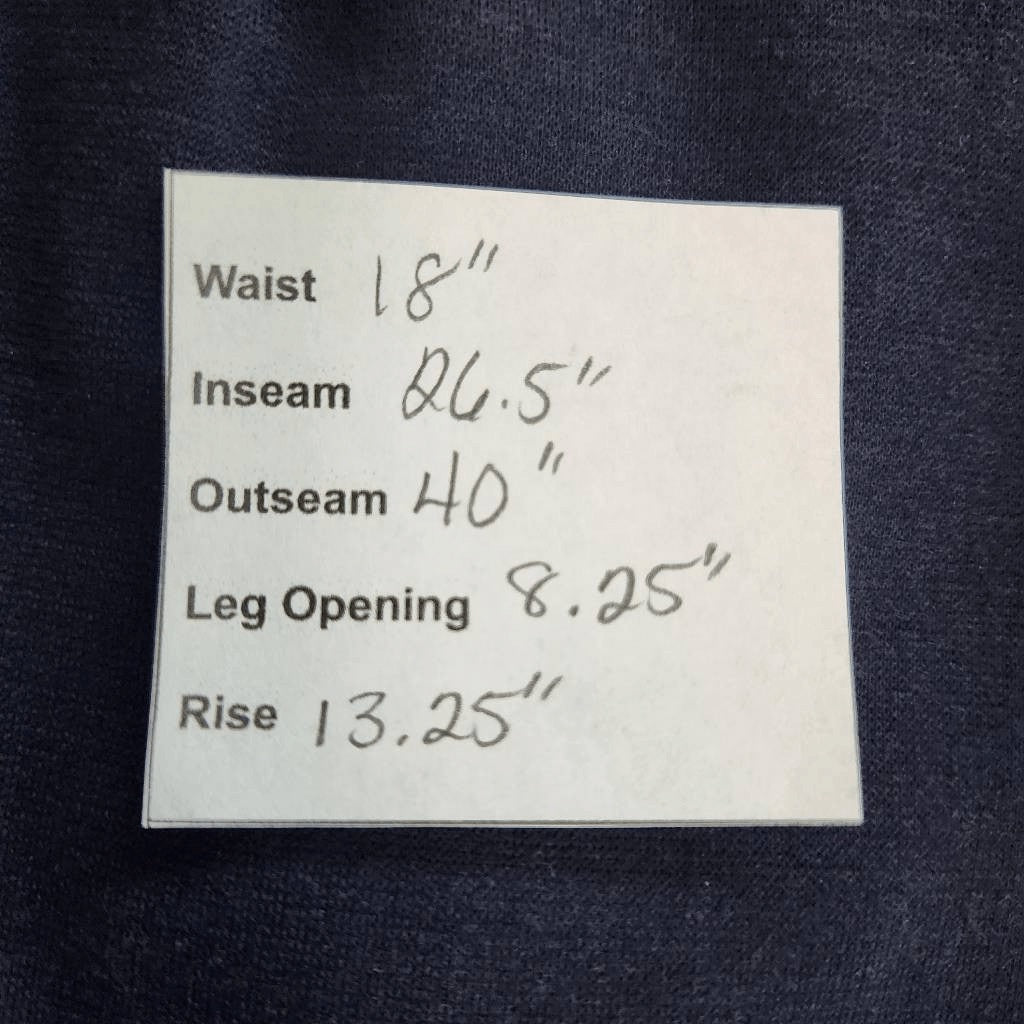 Waist 18"
Inseam 26.5"
Outseam 40"
Leg Opening 8.25"
Rise 13.25"